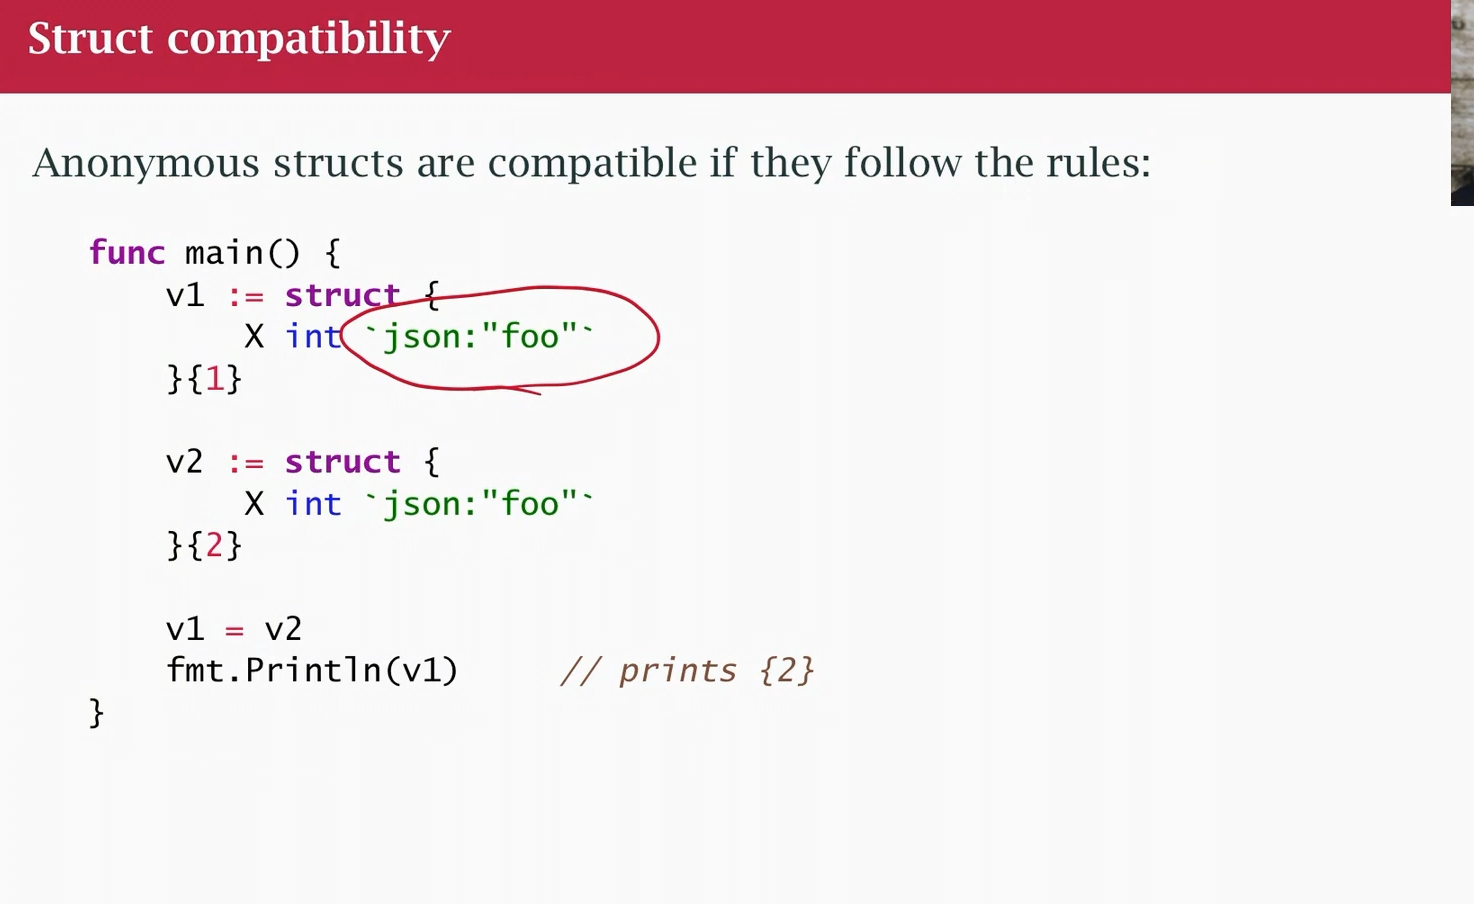 Struct compatibility
Anonymous structs are compatible if they follow the rules:
func main() {
    v1 := struct {
        X int `json:"foo"`
    }{1}
    v2 := struct {
        X int `json:"foo"`
    }{2}
    v1 = v2
    fmt.Println(v1)     // prints {2}
}